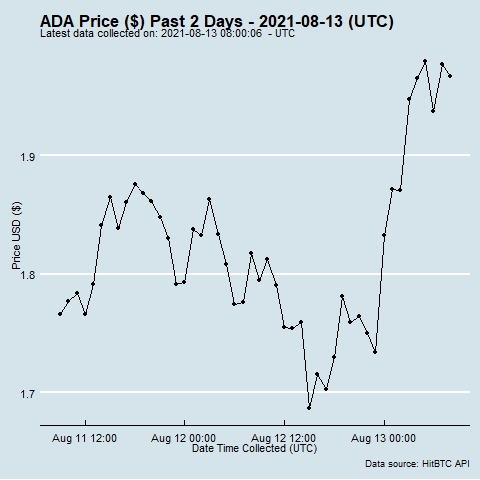 ADA Price ($) Past 2 Days - 2021-08-13 (UTC)
Latest data collected on: 2021-08-13 08:00:06 - UTC
1.9
1.8
1.7
Price USD ($)
Aug 11 12:00
Aug 12 00:00
Aug 12 12:00
Aug 13 00:00
Date Time Collected (UTC)
Data source: HitBTC API